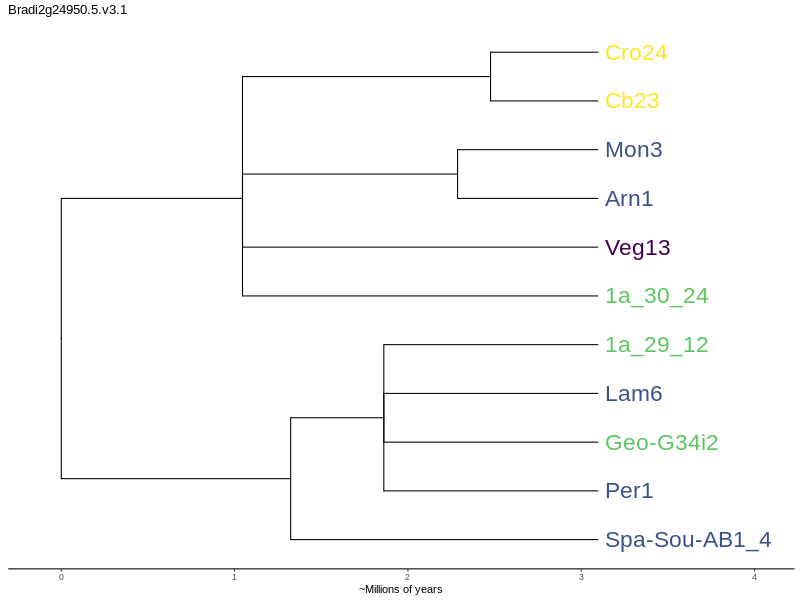 Bradi2g24950.5.v3.1
Cro24
Cb23
Mon3
Arn1
Veg13
1a_30_24
1a_29_12
Lam6
Geo-G34i2
Per1
Spa-Sou-AB1_4
0 1 2 3 4
~Millions of years